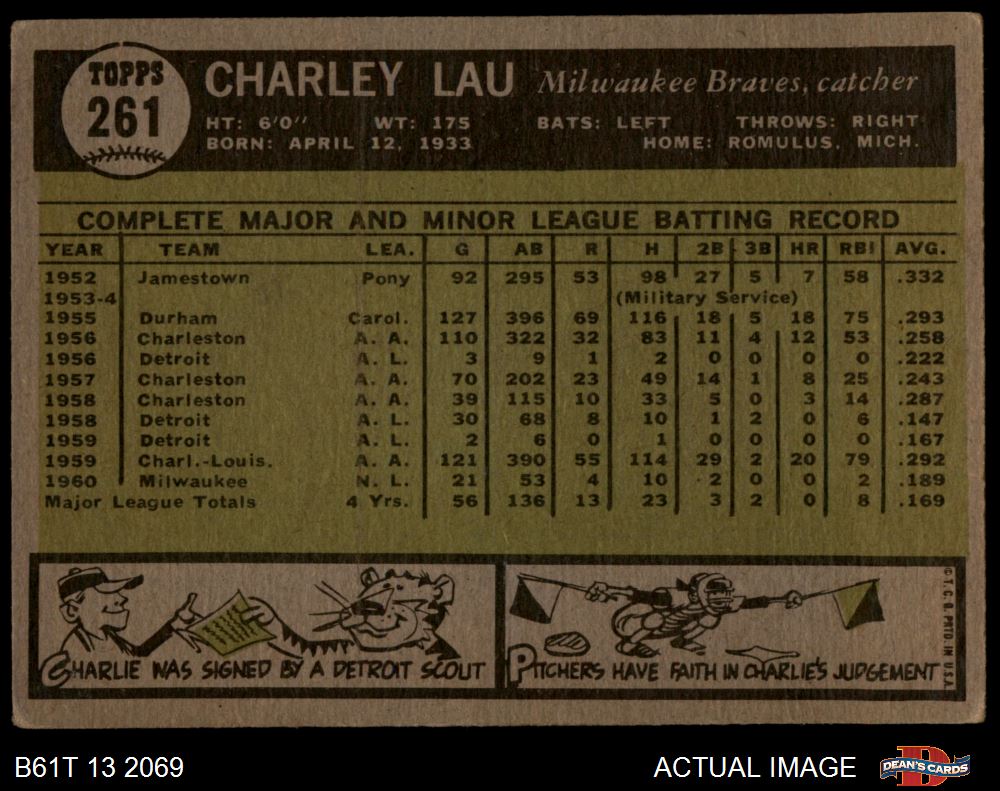 TOPPS
261
CHARLEY LAU Milwaukee Braves, catcher
HT: 6'0'' WT: 175 BATS: LEFT THROWS: RIGHT
BORN: APRIL 12, 1933 HOME: ROMULUS, MICH.
COMPLETE MAJOR AND MINOR LEAGUE BATTING RECORD
YEAR TEAM LEA. G AB R H 2B 3B HR RBI AVG.
1952 Jamestown Pony 92 295 53 98 27 5 7 58 .332
1953-4 (Military Service)
1955 Durham Carol. 127 396 69 116 18 5 18 75 .293
1956 Charleston A. A. 110 322 32 83 11 4 12 53 .258
1956 Detroit A. L. 3 9 1 2 0 0 0 0 .222
1957 Charleston A. A. 70 202 23 49 14 1 8 25 .243
1958 Charleston A. A. 39 115 10 33 5 0 3 14 .287
1958 Detroit A. L. 30 68 8 10 1 2 0 6 .147
1959 Detroit A. L. 2 6 0 1 0 0 0 0 .167
1959 Charl.-Louis. A. A. 121 390 55 114 29 2 20 79 .292
1960 Milwaukee N. L. 21 53 4 10 2 0 0 2 .189
Major League Totals 4 Yrs. 56 136 13 23 3 2 0 8 .169
CHARLIE WAS SIGNED BY A DETROIT SCOUT
PITCHERS HAVE FAITH IN CHARLIE'S JUDGEMENT
© T. C. G. PRTD. IN U.S.A.
B61T 13 2069
ACTUAL IMAGE
D
DEAN'S CARDS